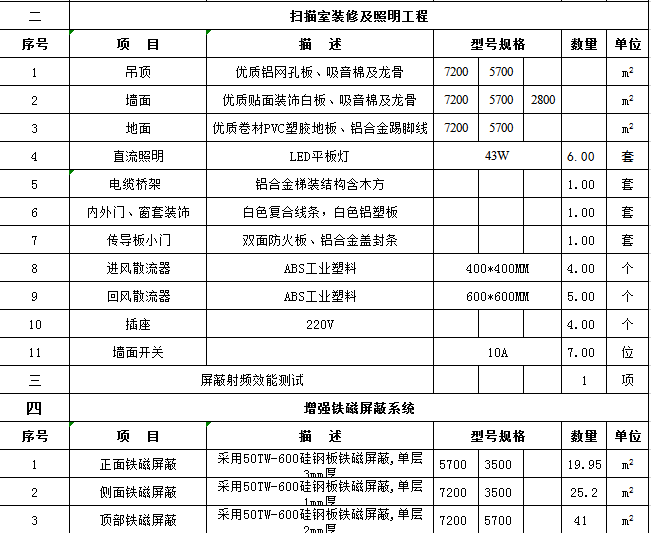 二 扫描室装修及照明工程
序号 项 目 描 述 型号规格 数量 单位
1 吊顶 优质铝网孔板、吸音棉及龙骨 7200 5700 m²
2 墙面 优质贴面装饰白板、吸音棉及龙骨 7200 5700 2800 m²
3 地面 优质卷材PVC塑胶地板、铝合金踢脚线 7200 5700 m²
4 直流照明 LED平板灯 43W 6.00 套
5 电缆桥架 铝合金梯装结构含木方 1.00 套
6 内外门、窗套装饰 白色复合线条，白色铝塑板 1.00 套
7 传导板小门 双面防火板、铝合金盖封条 1.00 套
8 进风散流器 ABS工业塑料 400*400MM 4.00 个
9 回风散流器 ABS工业塑料 600*600MM 5.00 个
10 插座 220V 4.00 个
11 墙面开关 10A 7.00 位
三 屏蔽射频效能测试 1 项
四 增强铁磁屏蔽系统
序号 项 目 描 述 型号规格 数量 单位
1 正面铁磁屏蔽 采用50TW-600硅钢板铁磁屏蔽,单层
3mm厚 5700 3500 19.95 m²
2 侧面铁磁屏蔽 采用50TW-600硅钢板铁磁屏蔽,单层
1mm厚 7200 3500 25.2 m²
3 顶部铁磁屏蔽 采用50TW-600硅钢板铁磁屏蔽,单层
2mm厚 7200 5700 41 m²